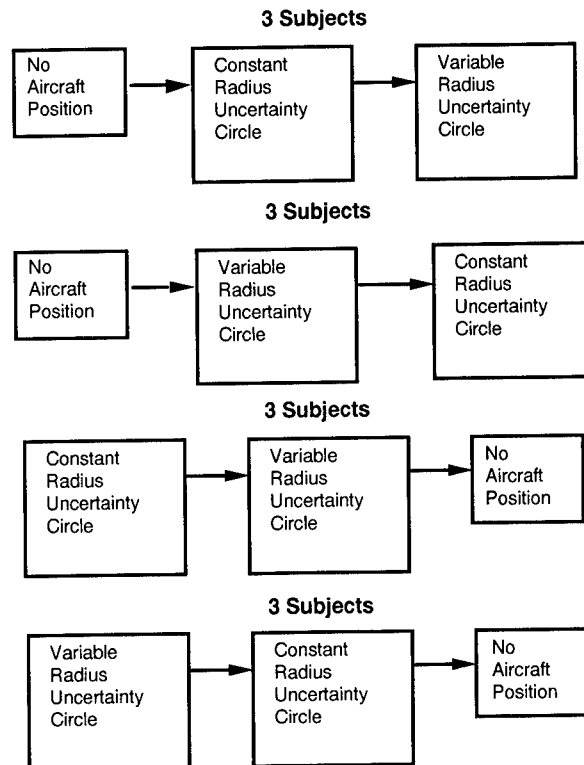 3 Subjects
No
Aircraft
Position
Constant
Radius
Uncertainty
Circle
Variable
Radius
Uncertainty
Circle
3 Subjects
No
Aircraft
Position
Variable
Radius
Uncertainty
Circle
Constant
Radius
Uncertainty
Circle
3 Subjects
Constant
Radius
Uncertainty
Circle
Variable
Radius
Uncertainty
Circle
No
Aircraft
Position
3 Subjects
Variable
Radius
Uncertainty
Circle
Constant
Radius
Uncertainty
Circle
No
Aircraft
Position